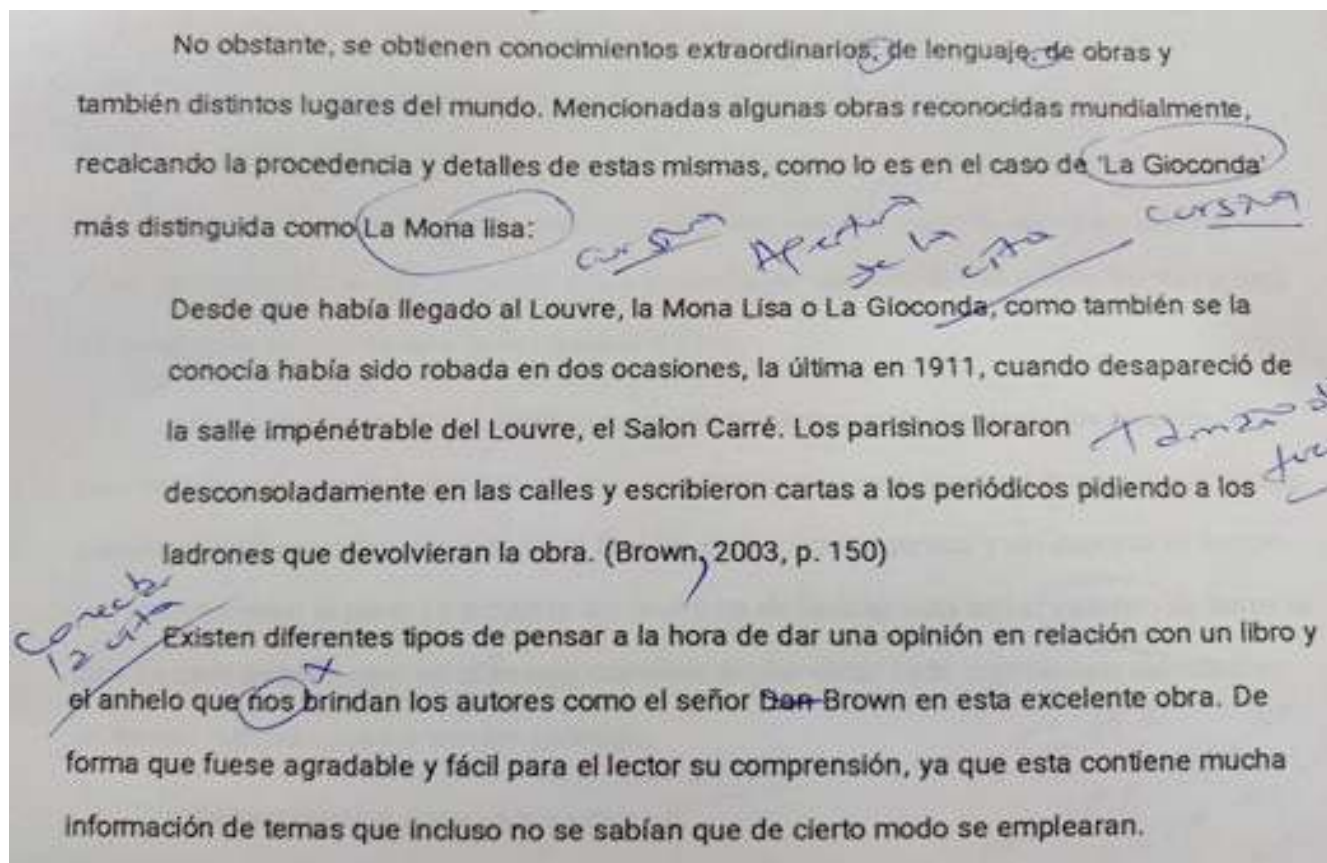 No obstante, se obtienen conocimientos extraordinarios, de lenguaje, de obras y
también distintos lugares del mundo. Mencionadas algunas obras reconocidas mundialmente,
recalcando la procedencia y detalles de estas mismas, como lo es en el caso de 'La Gioconda'
más distinguida como La Mona lisa:
cursiva
Apertura
de la
cita
cursiva
Desde que había llegado al Louvre, la Mona Lisa o La Gioconda, como también se la
conocía había sido robada en dos ocasiones, la última en 1911, cuando desapareció de
la salle impénétrable del Louvre, el Salon Carré. Los parisinos lloraron
Tamaño
desconsoladamente en las calles y escribieron cartas a los periódicos pidiendo a los
ladrones que devolvieran la obra. (Brown, 2003, p. 150)
Conectar
la cita
Existen diferentes tipos de pensar a la hora de dar una opinión en relación con un libro y
el anhelo que nos brindan los autores como el señor Dan Brown en esta excelente obra. De
forma que fuese agradable y fácil para el lector su comprensión, ya que esta contiene mucha
información de temas que incluso no se sabían que de cierto modo se emplearan.